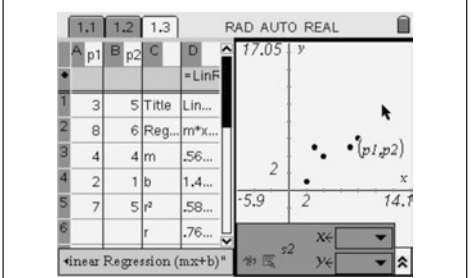 1.1 1.2 1.3 RAD AUTO REAL
A p1 B p2 C D
◆ =LinR
1 3 5 Title Lin...
2 8 6 Reg... m*x...
3 4 4 m .56...
4 2 1 b 1.4...
5 7 5 r² .58...
6 r .76...
inear Regression (mx+b)"
17.05 y
(p1,p2)
2
x
-5.9 2 14.1
s2
x←
y←